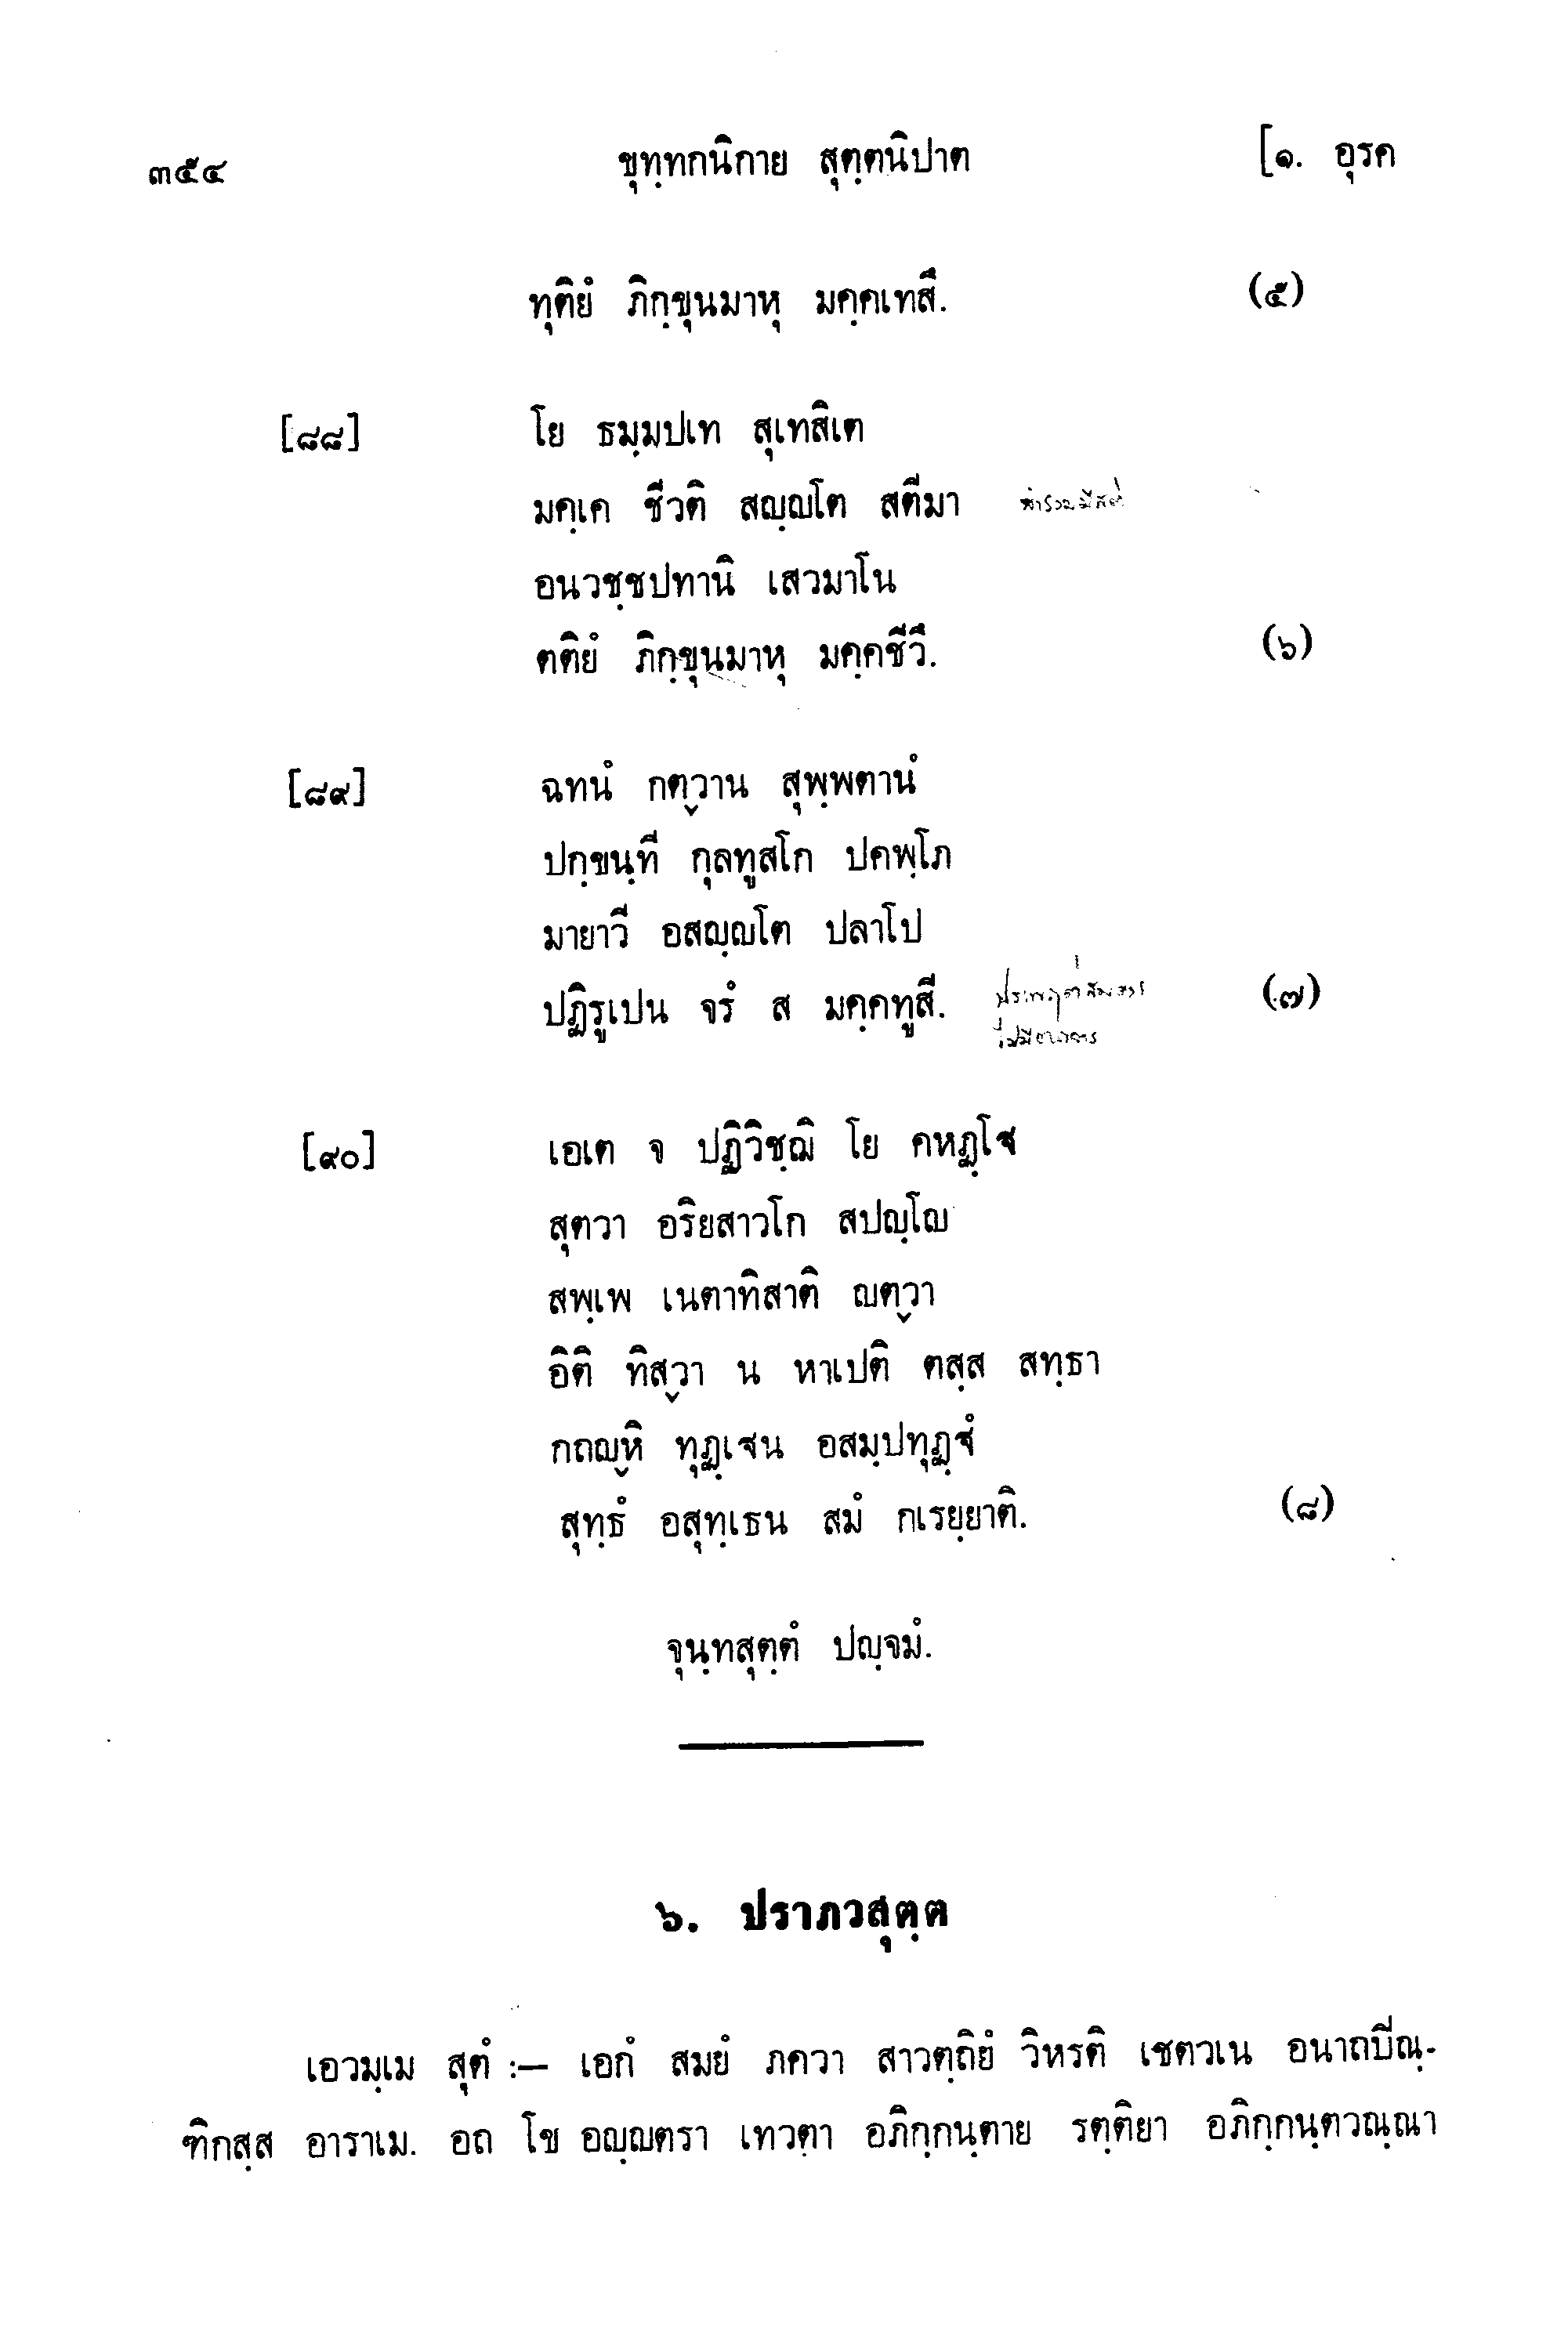 ๓๕๔ ขุทฺทกนิกาย สุตฺตนิปาต [๑. อุรค
ทุติยํ ภิกฺขุนมาหุ มคฺคเทสึ. (๕)
[๘๘] โย ธมฺมปเท สุเทสิเต
มคฺเค ชีวติ สญฺญโต สตีมา สำรวม มีสติ
อนวชฺชปทานิ เสวมาโน
ตติยํ ภิกฺขุนมาหุ มคฺคชีวึ. (๖)
[๘๙] ฉทนํ กตฺวาน สุพฺพตานํ
ปกฺขนฺที กุลทูสโก ปคพฺโภ
มายาวี อสญฺญโต ปลาโป
ปฏิรูเปน จรํ ส มคฺคทูสี. (๗)
[๙๐] เอเต จ ปฏิวิชฺฌิ โย คหฏฺโฐ
สุตวา อริยสาวโก สปญฺโญ
สพฺเพ เนตาทิสาติ ญตฺวา
อิติ ทิสฺวา น หาเปติ ตสฺส สทฺธา
กถญฺหิ ทุฏฺเฐน อสมฺปทุฏฺฐํ
สุทฺธํ อสุทฺเธน สมํ กเรยฺยาติ. (๘)
จุนฺทสุตฺตํ ปญฺจมํ.
๖. ปราภวสุตฺต
เอวมฺเม สุตํ :— เอกํ สมยํ ภควา สาวตฺถิยํ วิหรติ เชตวเน อนาถบิณฺ-
ฑิกสฺส อาราเม. อถ โข อญฺญตรา เทวตา อภิกฺกนฺตาย รตฺติยา อภิกฺกนฺตวณฺณา